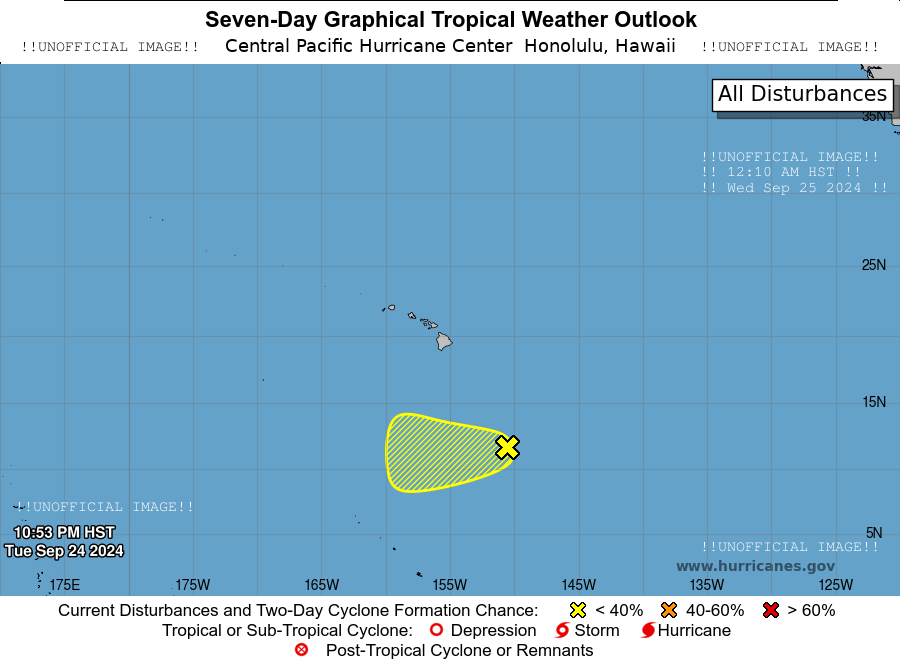 Seven-Day Graphical Tropical Weather Outlook
!!UNOFFICIAL IMAGE!! Central Pacific Hurricane Center Honolulu, Hawaii !!UNOFFICIAL IMAGE!!
All Disturbances
35N
!!UNOFFICIAL IMAGE!!
!! 12:10 AM HST !!
!! Wed Sep 25 2024 !!
25N
15N
!!UNOFFICIAL IMAGE!!
10:53 PM HST
Tue Sep 24 2024
5N
!!UNOFFICIAL IMAGE!!
www.hurricanes.gov
175E 175W 165W 155W 145W 135W 125W
Current Disturbances and Two-Day Cyclone Formation Chance: < 40% 40-60% > 60%
Tropical or Sub-Tropical Cyclone: Depression Storm Hurricane
Post-Tropical Cyclone or Remnants